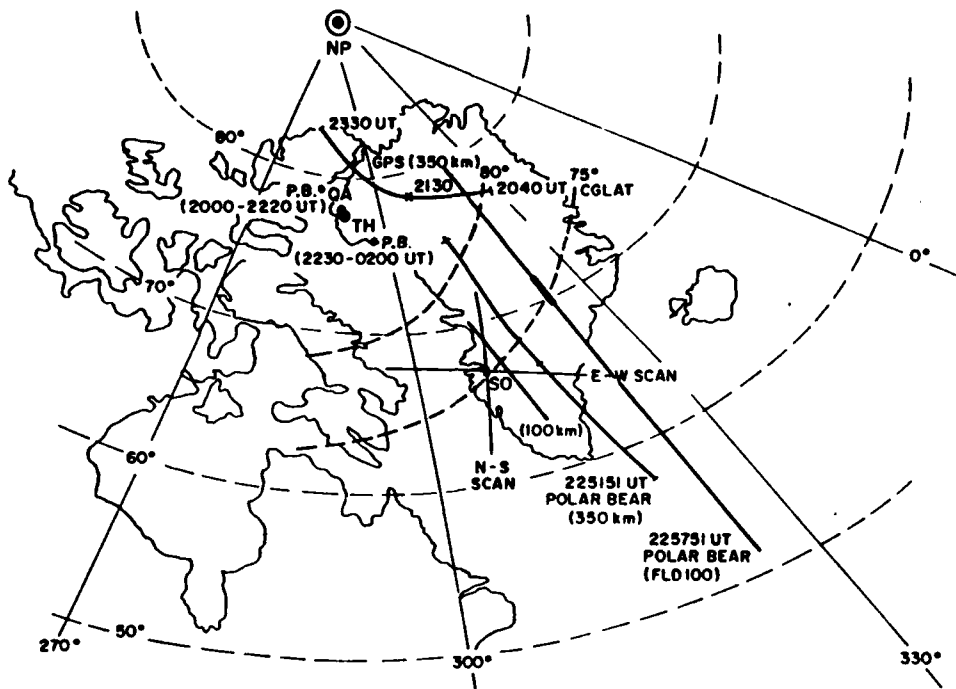 NP
2330 UT
80°
GPS (350 km)
80°
75°
2130
2040 UT
CGLAT
P.B.° QA
(2000-2220 UT)
TH
P.B.
(2230-0200 UT)
0°
70°
E-W SCAN
SO
(100km)
60°
N-S
SCAN
225151 UT
POLAR BEAR
(350 km)
225751 UT
POLAR BEAR
(FLD 100)
50°
270°
300°
330°